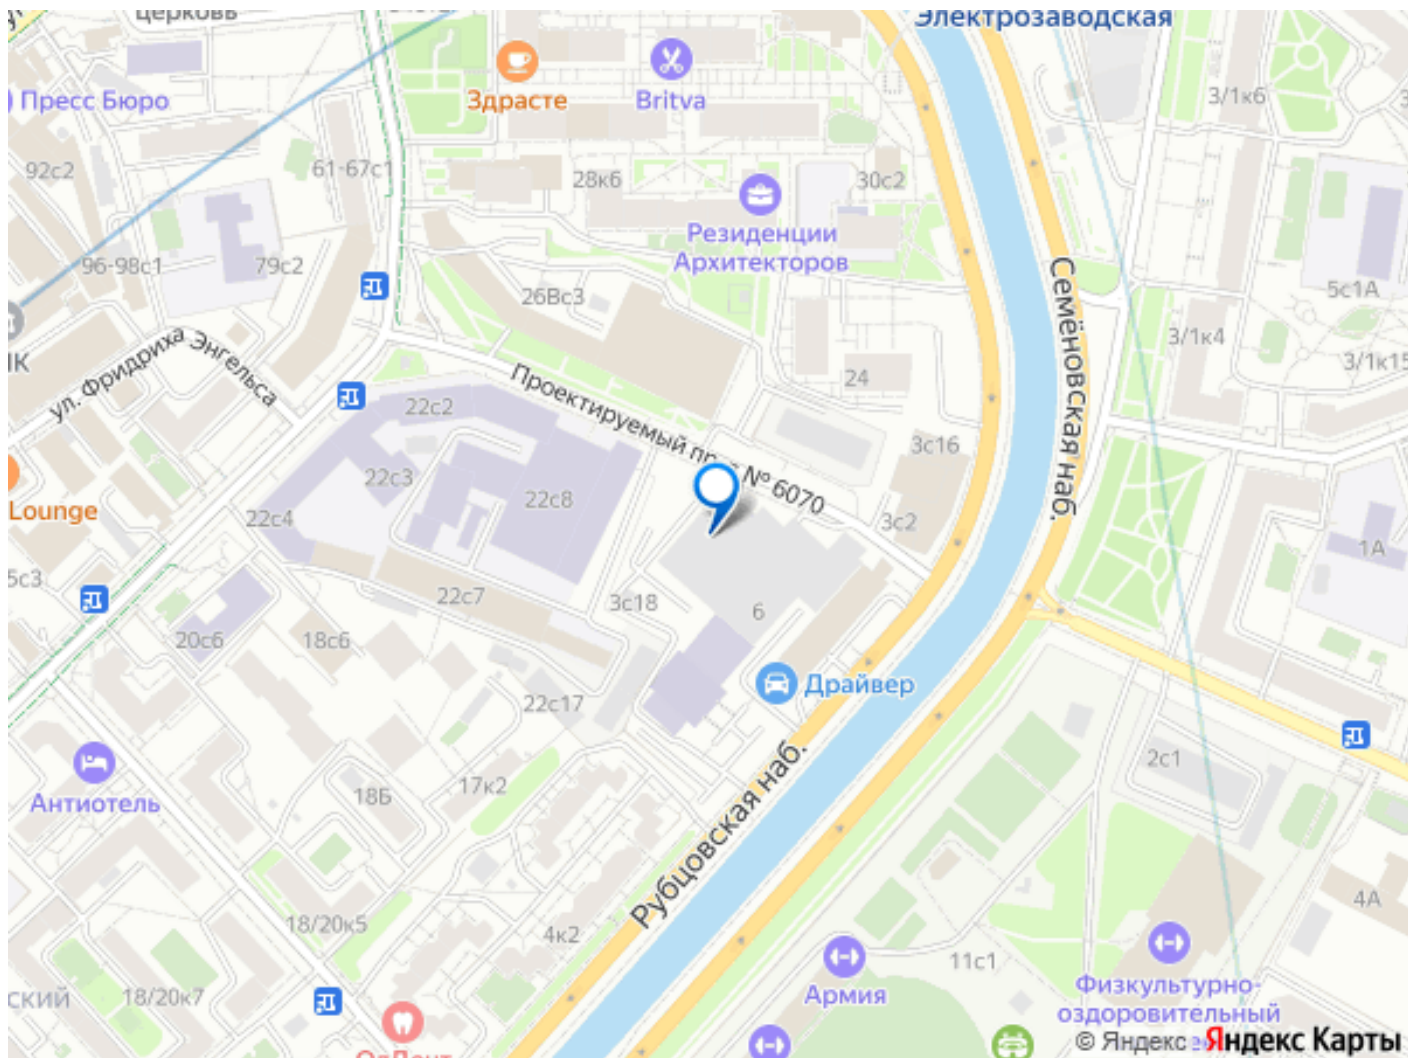 церковь
Электрозаводская
Здрасте
Britva
Пресс Бюро
3/1к6
92с2
61-67с1
28к6
30с2
Резиденции
Архитекторов
96-98с1
79с2
26Вс3
5с1А
Семёновская наб.
3/1к4
3/1к15
ул. Фридриха Энгельса
24
Проектируемый
№ 6070
22с2
3с16
22с3
22с8
Lounge
22с4
3с2
1А
5с3
22с7
3с18
6
20с6
18с6
Драйвер
22с17
2с1
Антиотель
18Б
17к2
Рубцовская наб.
18/20к5
4к2
4А
11с1
Армия
18/20к7
Физкультурно-
оздоровительный
© Яндекс Яндекс Карты